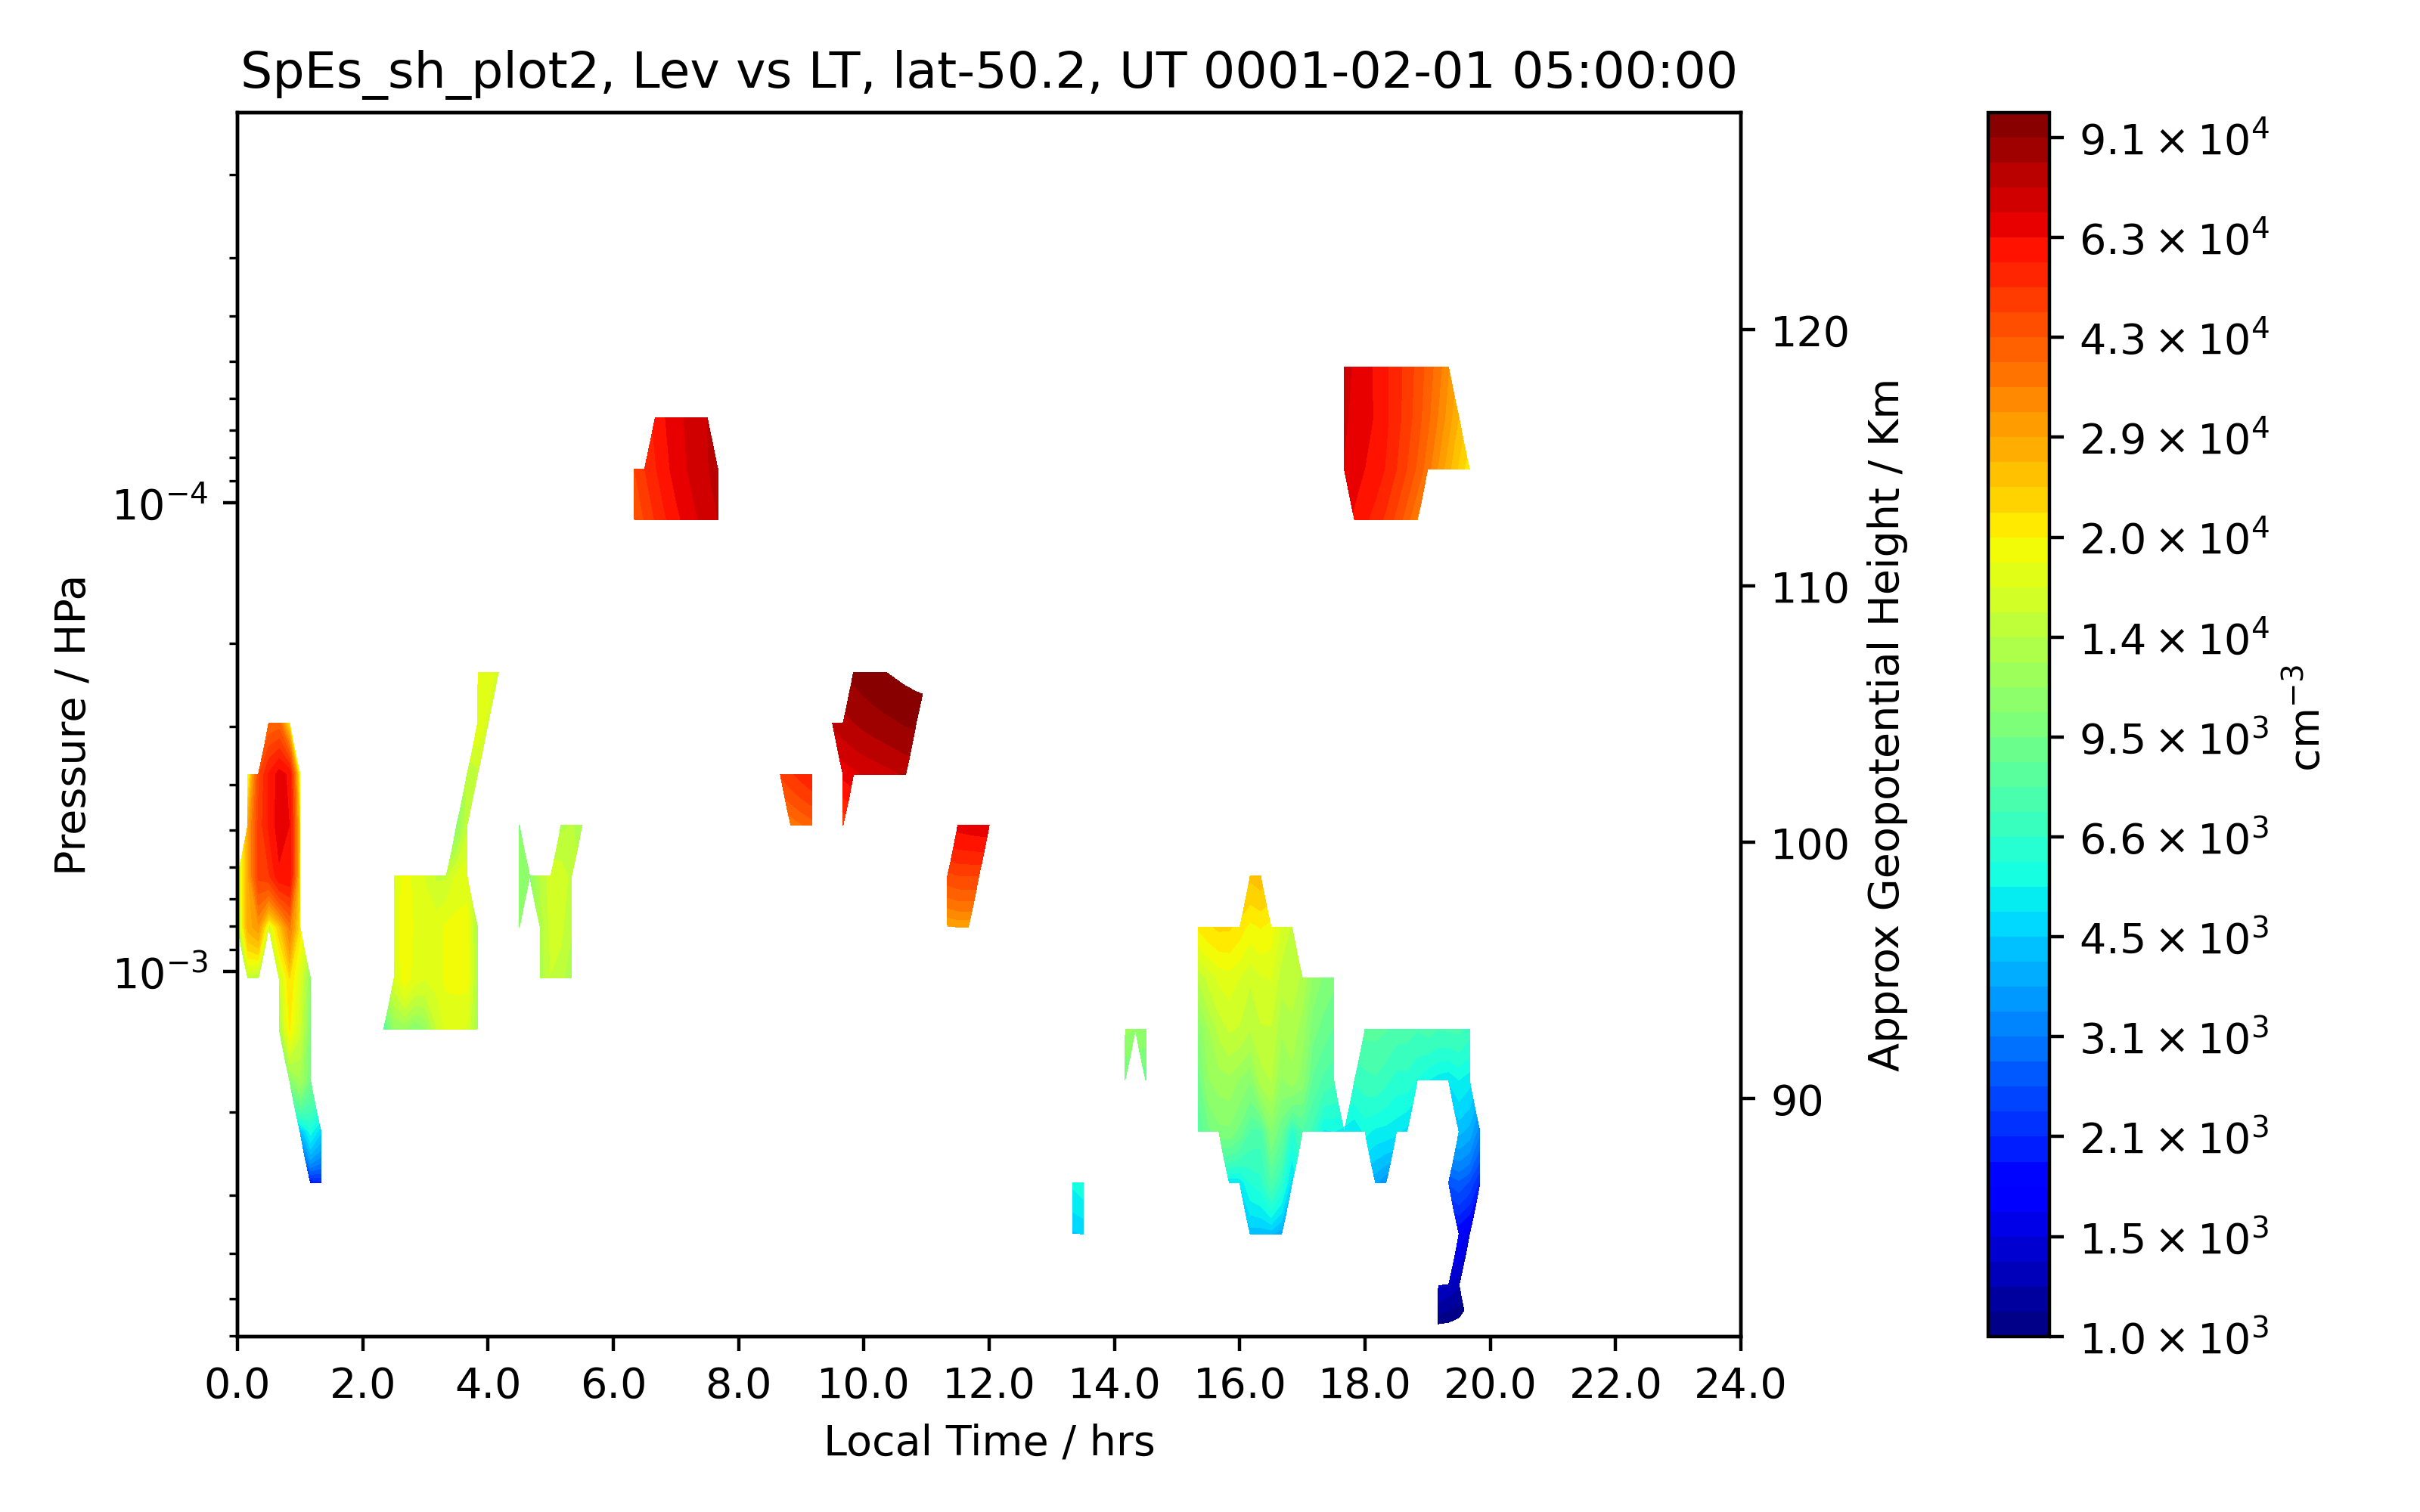 SpEs_sh_plot2, Lev vs LT, lat-50.2, UT 0001-02-01 05:00:00
Pressure / HPa
10⁻⁴
10⁻³
0.0 2.0 4.0 6.0 8.0 10.0 12.0 14.0 16.0 18.0 20.0 22.0 24.0
Local Time / hrs
120
110
100
90
Approx Geopotential Height / Km
9.1 × 10⁴
6.3 × 10⁴
4.3 × 10⁴
2.9 × 10⁴
2.0 × 10⁴
1.4 × 10⁴
9.5 × 10³
6.6 × 10³
4.5 × 10³
3.1 × 10³
2.1 × 10³
1.5 × 10³
1.0 × 10³
cm⁻³